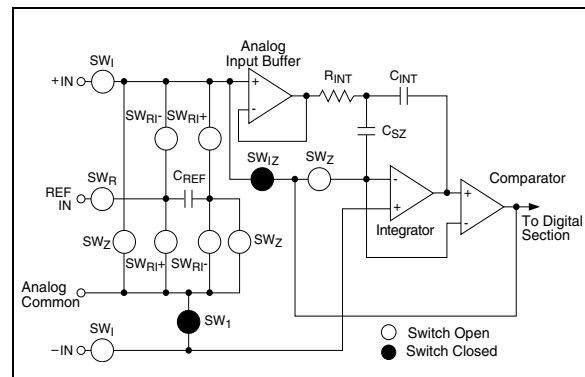 Analog
Input Buffer
SWI
+IN
RINT
CINT
+
-
SWRI- SWRI+
CSZ
SWIZ
SWZ
SWR
CREF
REF
IN
-
+
Integrator
Comparator
+
-
To Digital
Section
SWZ
SWRI+
SWRI-
SWZ
Analog
Common
SW1
SWI
–IN
Switch Open
Switch Closed